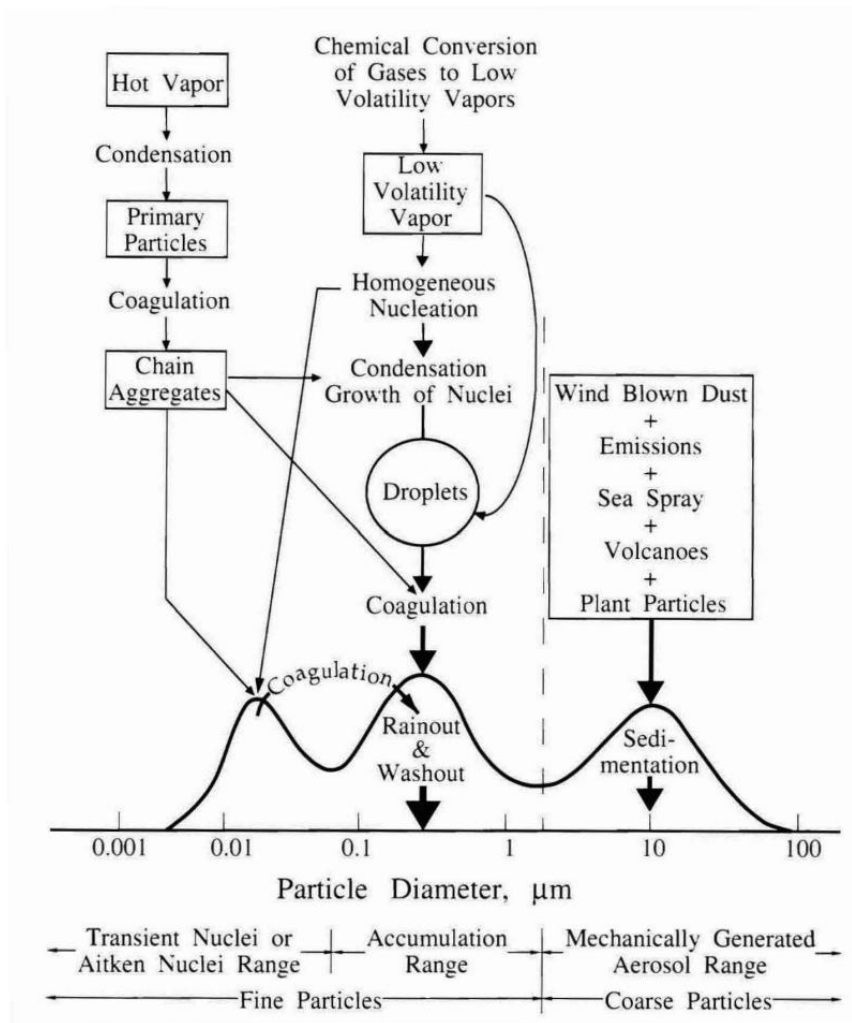 Hot Vapor
Condensation
Primary
Particles
Coagulation
Chain
Aggregates
Chemical Conversion
of Gases to Low
Volatility Vapors
Low
Volatility
Vapor
Homogeneous
Nucleation
Condensation
Growth of Nuclei
Droplets
Coagulation
Wind Blown Dust
+
Emissions
+
Sea Spray
+
Volcanoes
+
Plant Particles
Coagulation
Rainout
&
Washout
Sedi-
mentation
0.001
0.01
0.1
1
10
100
Particle Diameter, μm
Transient Nuclei or
Aitken Nuclei Range
Accumulation
Range
Mechanically Generated
Aerosol Range
Fine Particles
Coarse Particles